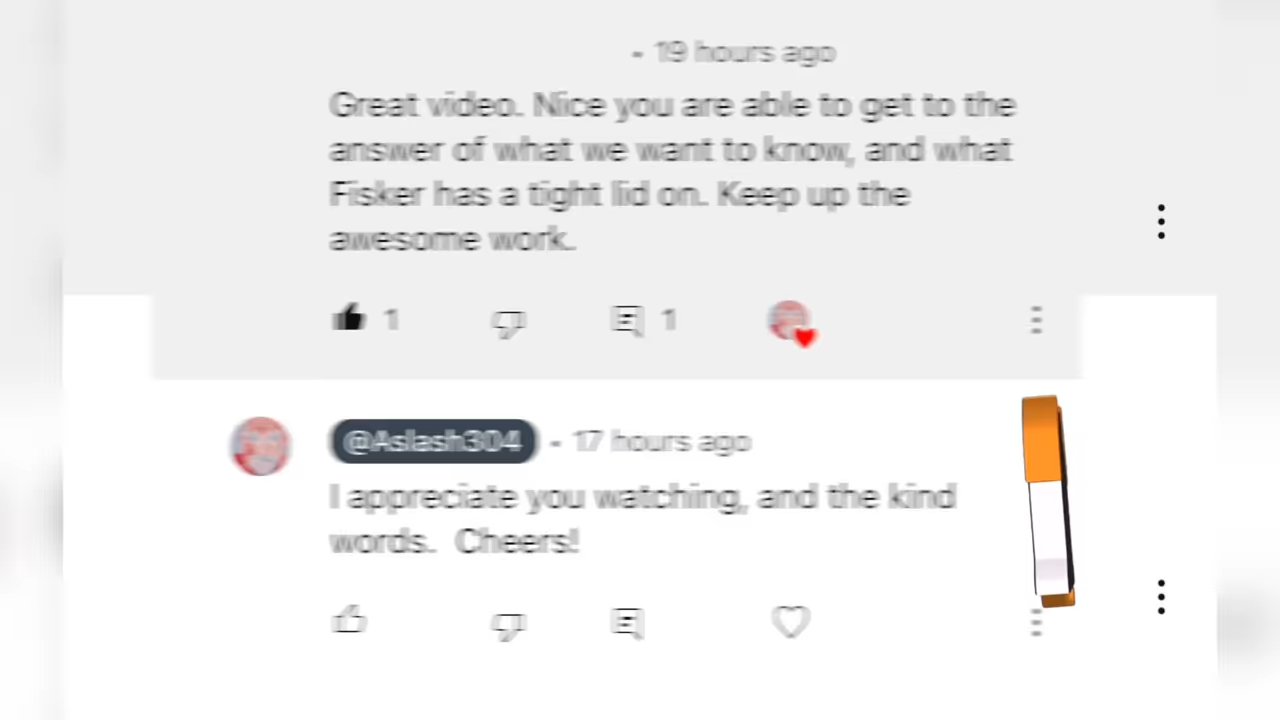 - 19 hours ago
Great video. Nice you are able to get to the
answer of what we want to know, and what
Fisker has a tight lid on. Keep up the
awesome work.
1 1
@Aslash304 - 17 hours ago
I appreciate you watching, and the kind
words. Cheers!